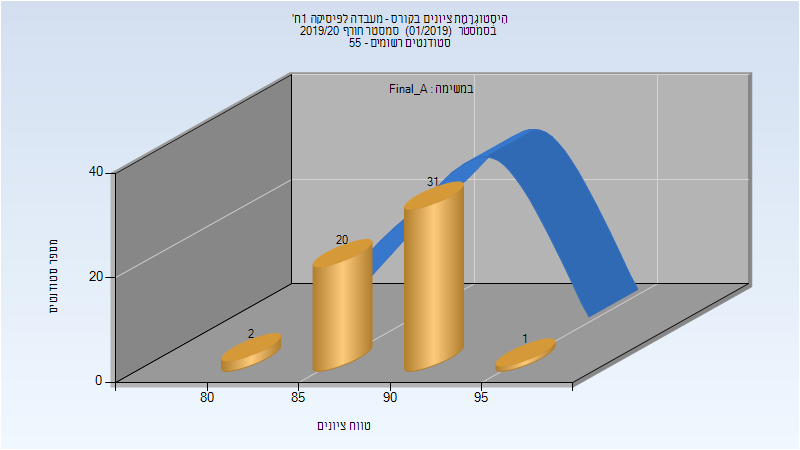 היסטוגרמת ציונים בקורס - מעבדה לפיסיקה 1ח'
בסמסטר (01/2019) סמסטר חורף 2019/20
סטודנטים רשומים - 55
במשימה : Final_A
40
20
0
מספר סטודנטים
2
20
31
1
80
85
90
95
טווח ציונים